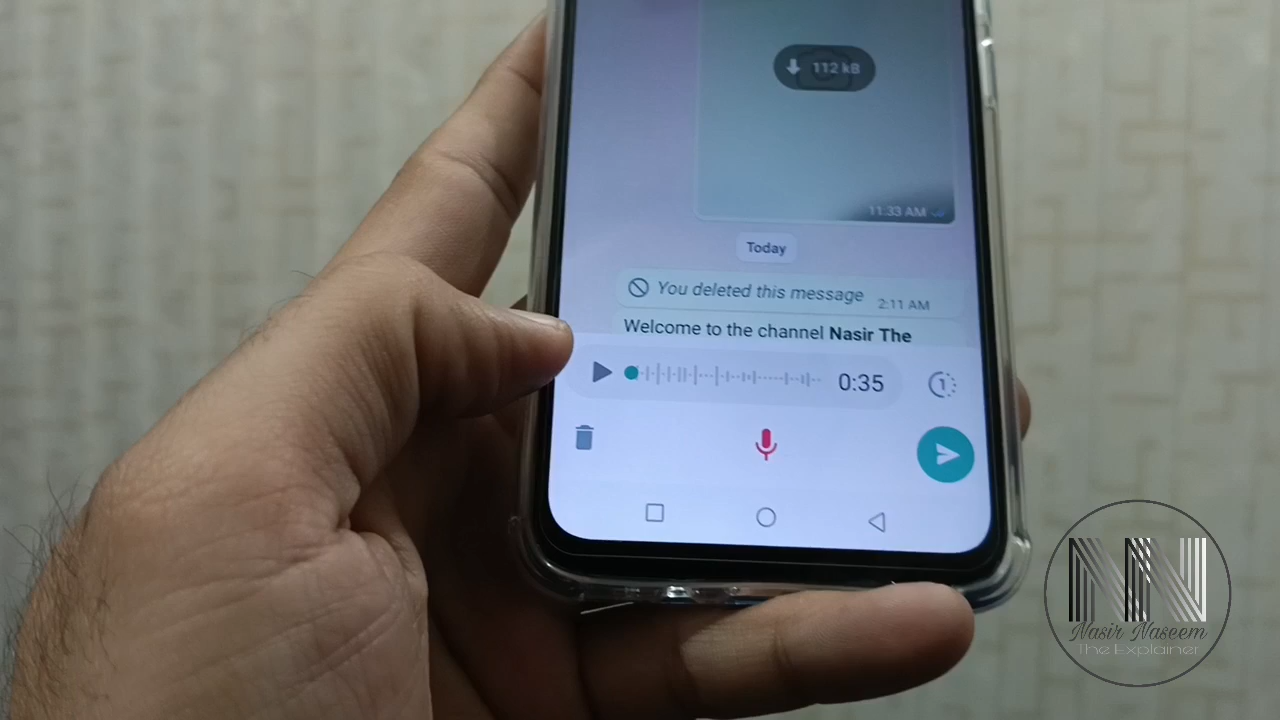 112 kB
11:33 AM
Today
You deleted this message 2:11 AM
Welcome to the channel Nasir The
0:35
1
NN
Nasir Naseem
The Explainer